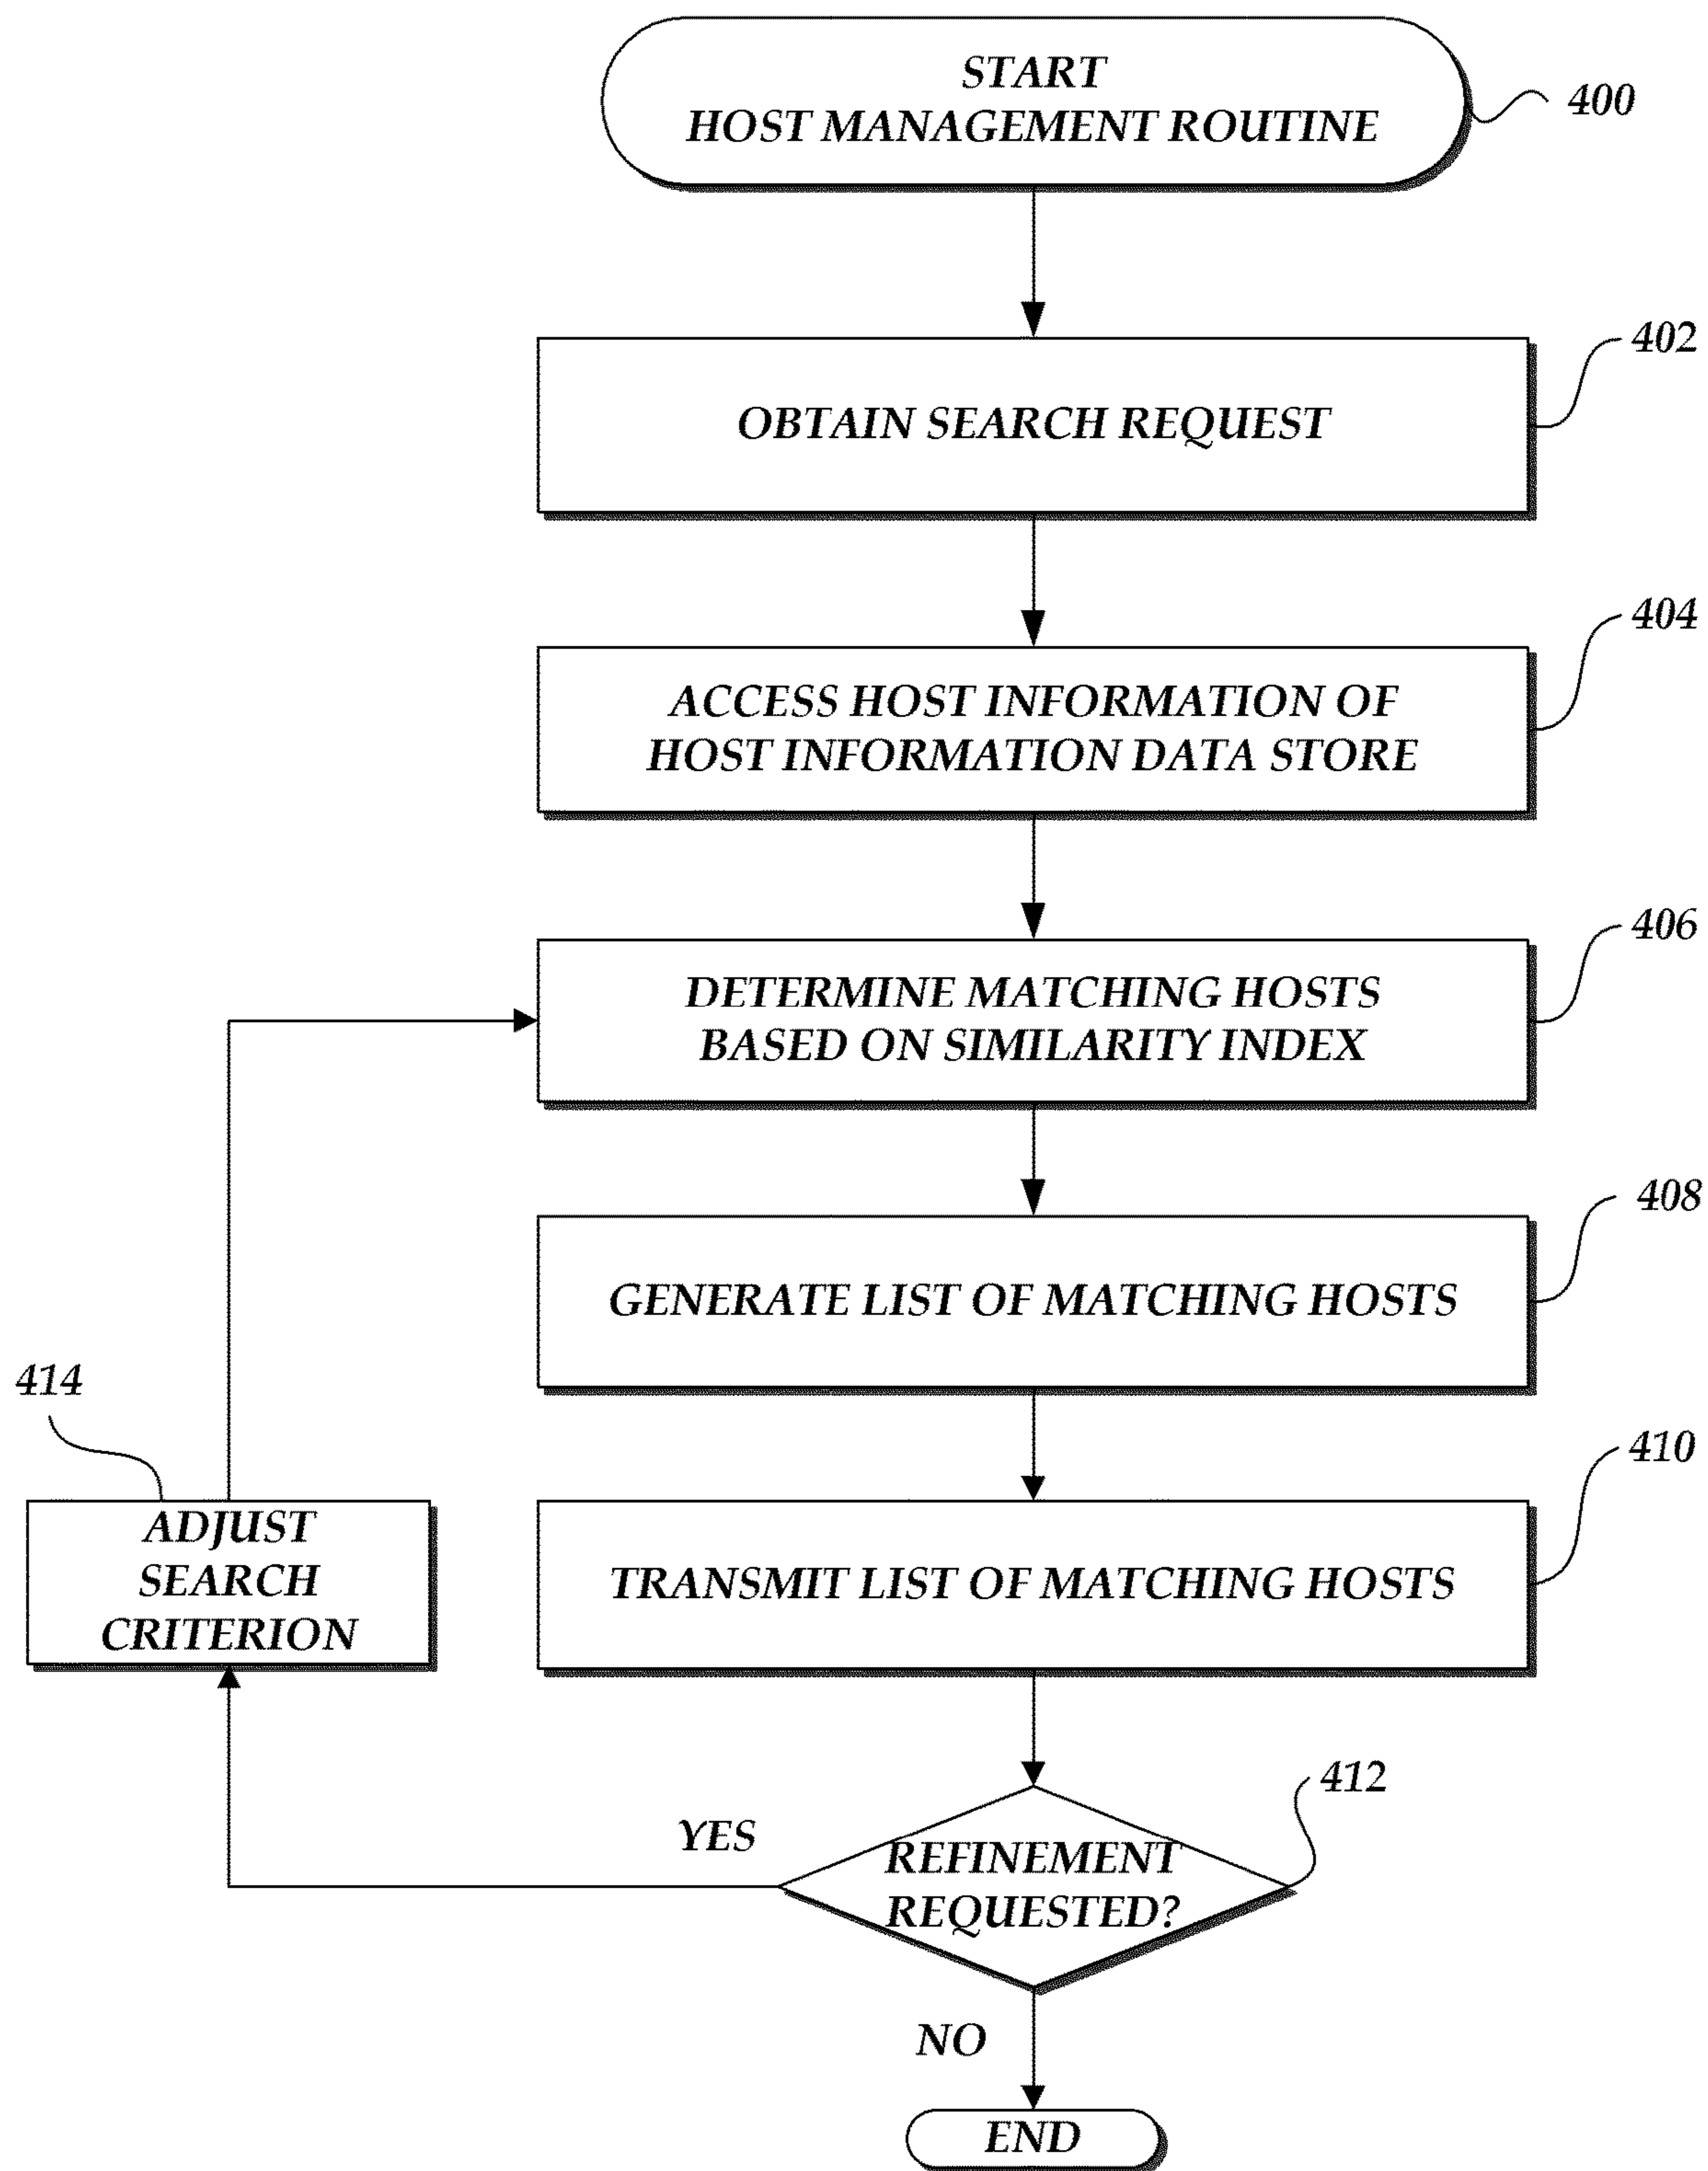 START
HOST MANAGEMENT ROUTINE
400
OBTAIN SEARCH REQUEST
402
ACCESS HOST INFORMATION OF
HOST INFORMATION DATA STORE
404
DETERMINE MATCHING HOSTS
BASED ON SIMILARITY INDEX
406
GENERATE LIST OF MATCHING HOSTS
408
414
ADJUST
SEARCH
CRITERION
TRANSMIT LIST OF MATCHING HOSTS
410
YES
REFINEMENT
REQUESTED?
412
NO
END